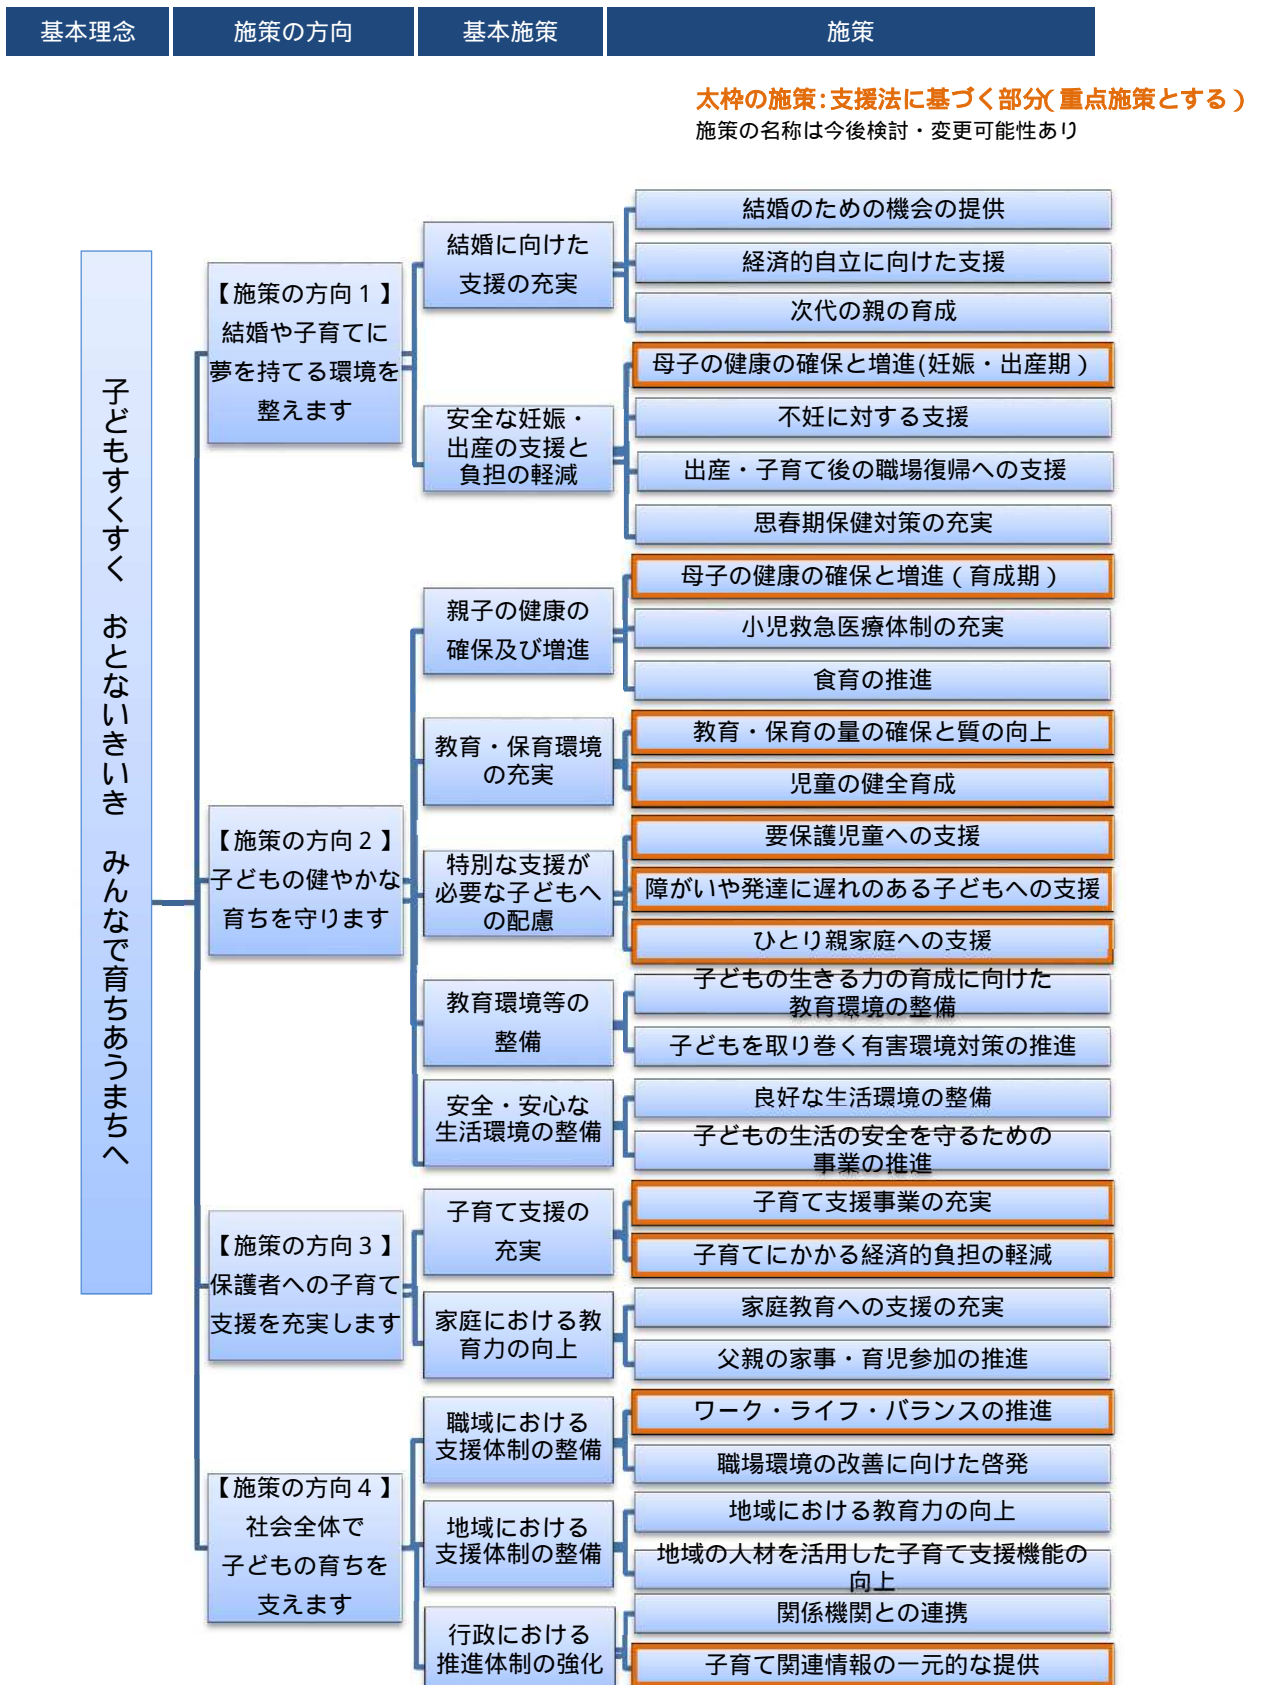 基本理念
施策の方向
基本施策
施策
太枠の施策:支援法に基づく部分(重点施策とする)
施策の名称は今後検討・変更可能性あり
子どもすくすく　おとないきいき　みんなで育ちあうまちへ
【施策の方向1】
結婚や子育てに
夢を持てる環境を
整えます
結婚に向けた
支援の充実
結婚のための機会の提供
経済的自立に向けた支援
次代の親の育成
安全な妊娠・
出産の支援と
負担の軽減
母子の健康の確保と増進(妊娠・出産期)
不妊に対する支援
出産・子育て後の職場復帰への支援
思春期保健対策の充実
【施策の方向2】
子どもの健やかな
育ちを守ります
親子の健康の
確保及び増進
母子の健康の確保と増進(育成期)
小児救急医療体制の充実
食育の推進
教育・保育環境
の充実
教育・保育の量の確保と質の向上
児童の健全育成
特別な支援が
必要な子どもへ
の配慮
要保護児童への支援
障がいや発達に遅れのある子どもへの支援
ひとり親家庭への支援
教育環境等の
整備
子どもの生きる力の育成に向けた
教育環境の整備
子どもを取り巻く有害環境対策の推進
安全・安心な
生活環境の整備
良好な生活環境の整備
子どもの生活の安全を守るための
事業の推進
【施策の方向3】
保護者への子育て
支援を充実します
子育て支援の
充実
子育て支援事業の充実
子育てにかかる経済的負担の軽減
家庭における教
育力の向上
家庭教育への支援の充実
父親の家事・育児参加の推進
【施策の方向4】
社会全体で
子どもの育ちを
支えます
職域における
支援体制の整備
ワーク・ライフ・バランスの推進
職場環境の改善に向けた啓発
地域における
支援体制の整備
地域における教育力の向上
地域の人材を活用した子育て支援機能の
向上
行政における
推進体制の強化
関係機関との連携
子育て関連情報の一元的な提供